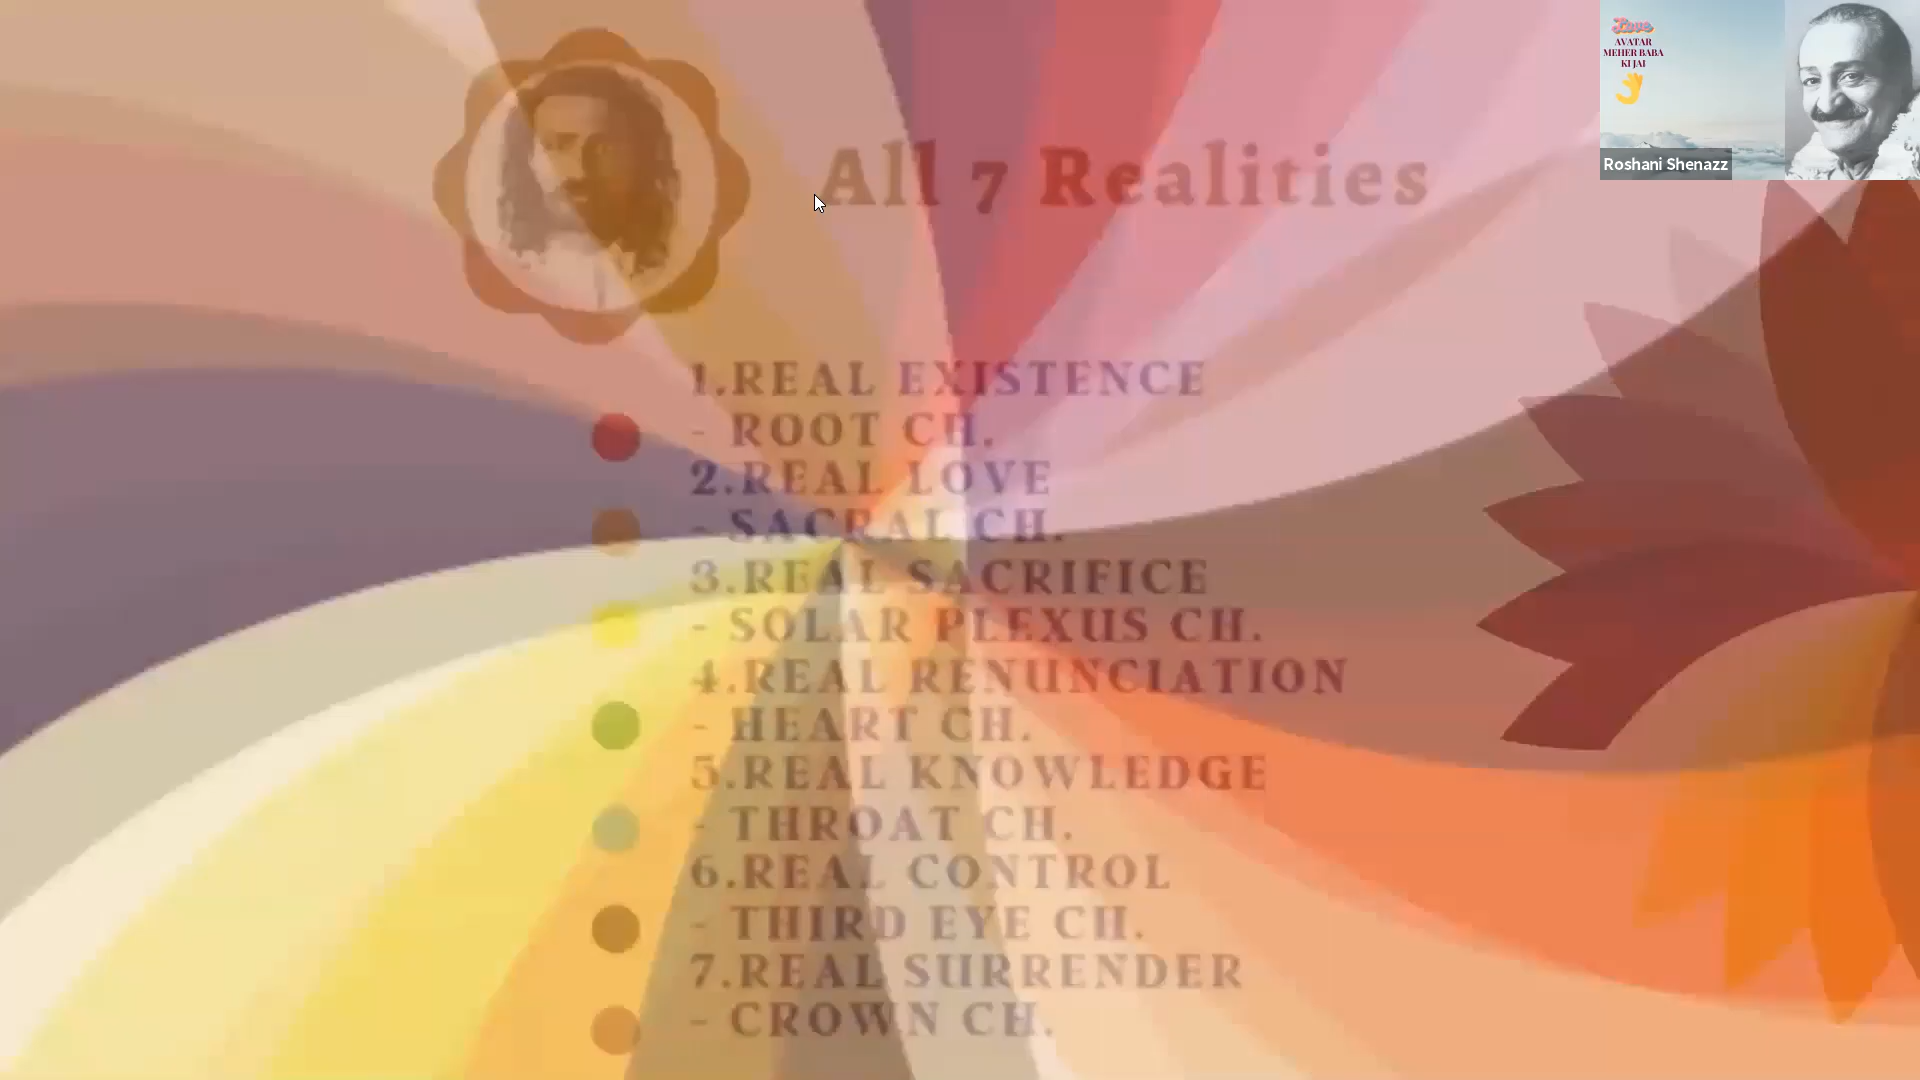 Love
AVATAR
MEHER BABA
KI JAI
Roshani Shenazz
All 7 Realities
1.REAL EXISTENCE
- ROOT CH.
2.REAL LOVE
- SACRAL CH.
3.REAL SACRIFICE
- SOLAR PLEXUS CH.
4.REAL RENUNCIATION
- HEART CH.
5.REAL KNOWLEDGE
- THROAT CH.
6.REAL CONTROL
- THIRD EYE CH.
7.REAL SURRENDER
- CROWN CH.